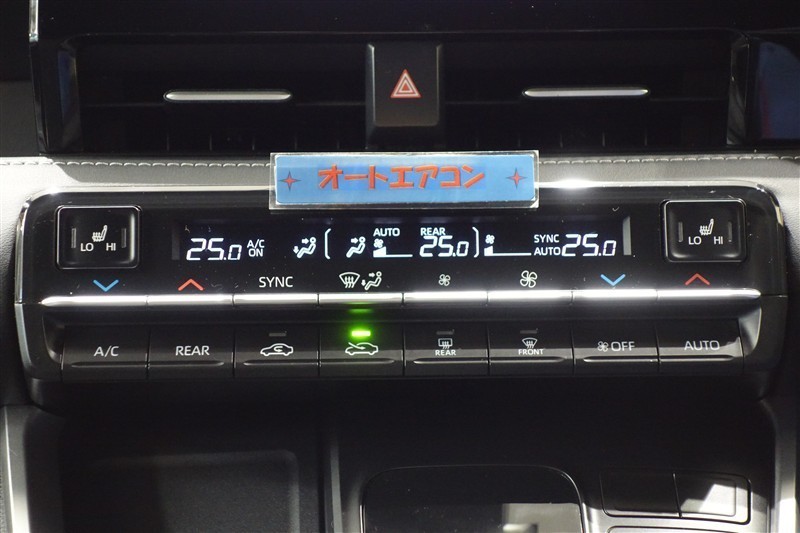 オートエアコン
25.0 A/C ON AUTO REAR 25.0 SYNC AUTO 25.0
LO HI
LO HI
SYNC
A/C REAR REAR FRONT OFF AUTO